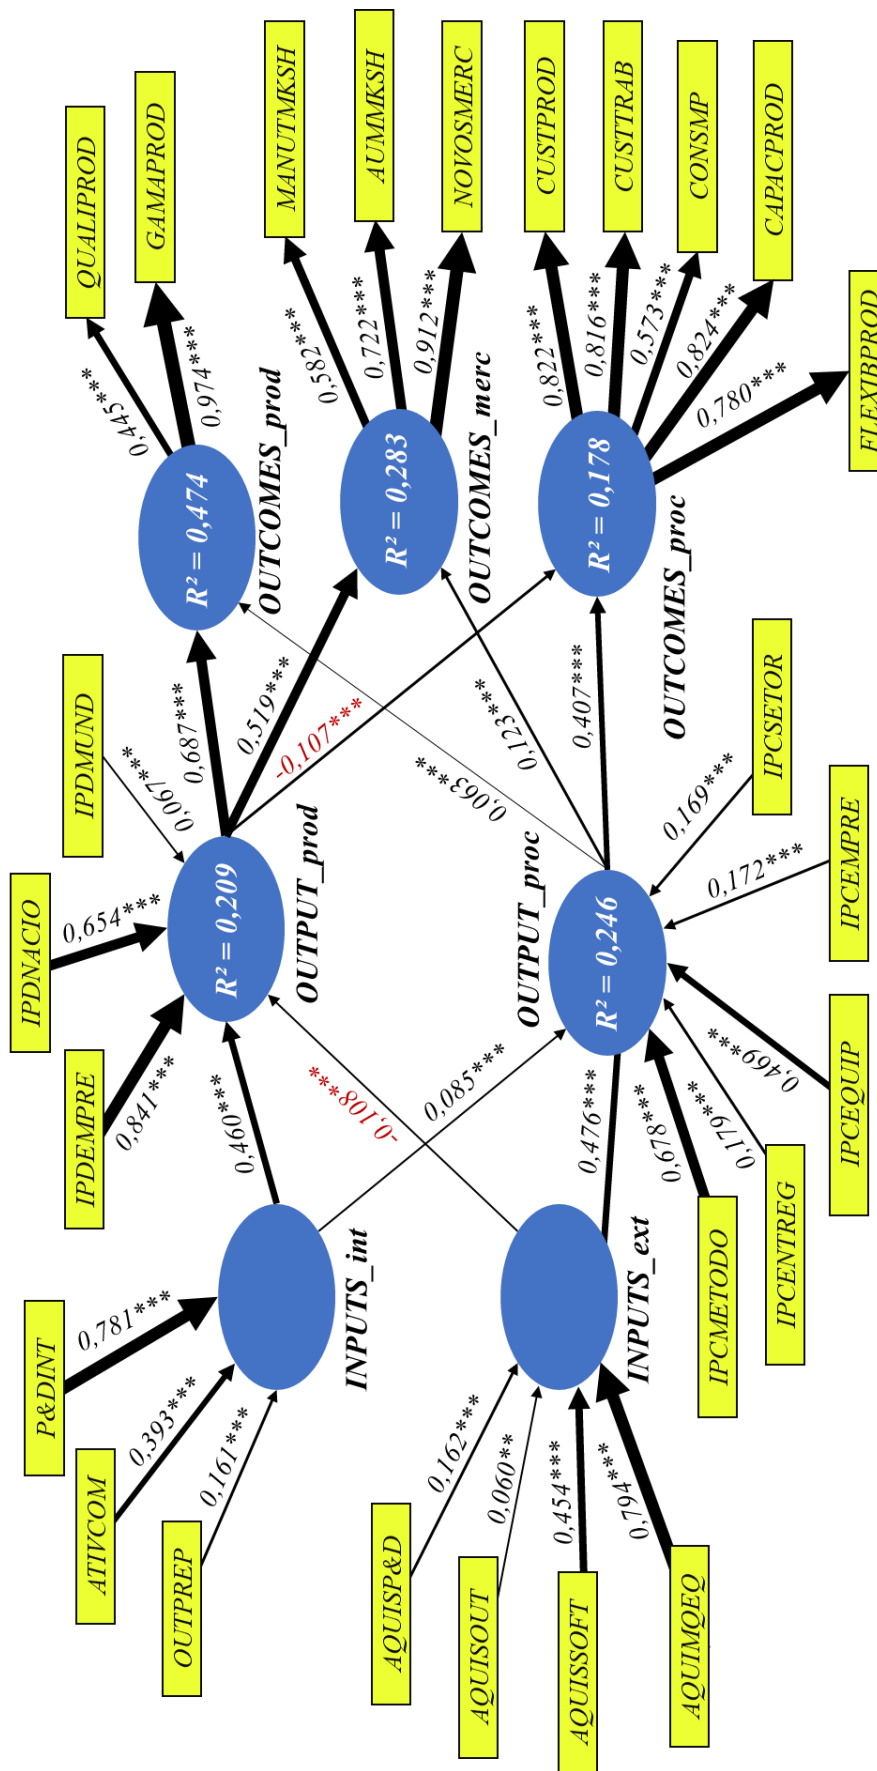 P&DINT
ATIVCOM
OUTPREP
0,781***
0,393***
0,161***
INPUTS_int
AQUISP&D
AQUISOUT
AQUISSOFT
AQUIMQEQ
0,162***
0,060**
0,454***
0,794***
INPUTS_ext
0,460***
-0,108***
0,085***
0,476***
IPDEMPRE
IPDNACIO
IPDMUND
0,841***
0,654***
0,067***
R² = 0,209
OUTPUT_prod
OUTPUT_proc
R² = 0,246
0,678***
0,179***
0,469***
0,172***
0,169***
IPCMETODO
IPCENTREG
IPCEQUIP
IPCEMPRE
IPCSETOR
0,687***
0,519***
-0,107***
0,063***
0,123***
0,407***
R² = 0,474
OUTCOMES_prod
R² = 0,283
OUTCOMES_merc
R² = 0,178
OUTCOMES_proc
0,445***
0,974***
0,582***
0,722***
0,912***
0,822***
0,816***
0,573***
0,824***
0,780***
QUALIPROD
GAMAPROD
MANUTMKSH
AUMMKSH
NOVOSMERC
CUSTPROD
CUSTTRAB
CONSMP
CAPACPROD
FLEXIBPROD